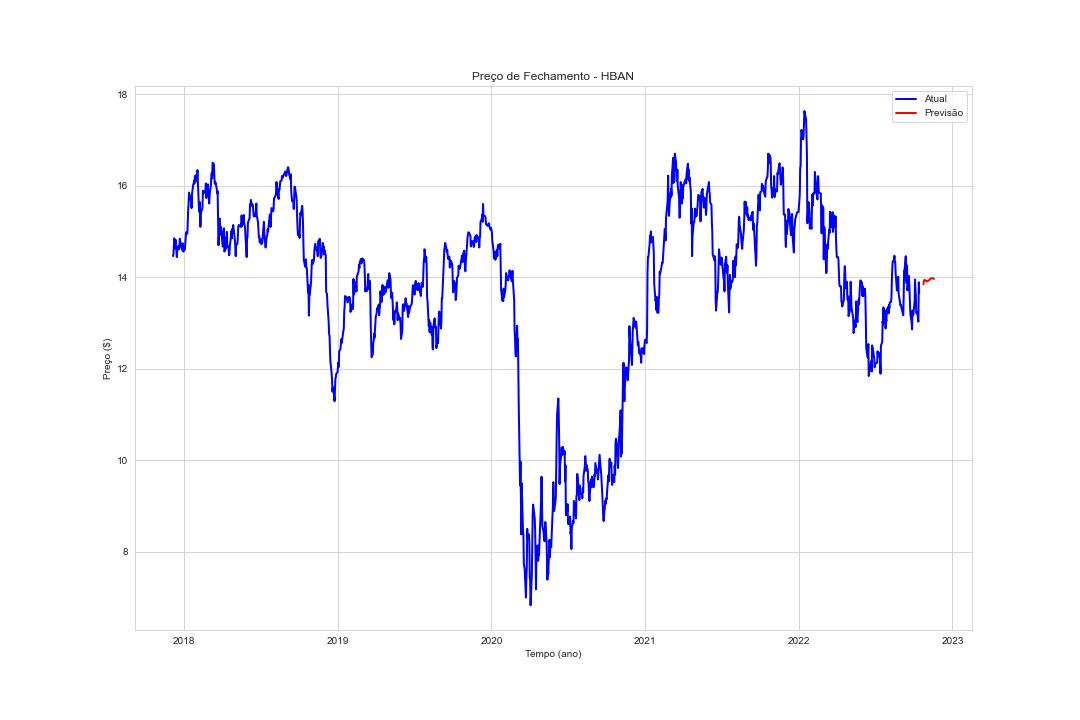 Preço de Fechamento - HBAN
Atual
Previsão
18
16
14
12
10
8
Preço ($)
2018
2019
2020
2021
2022
2023
Tempo (ano)